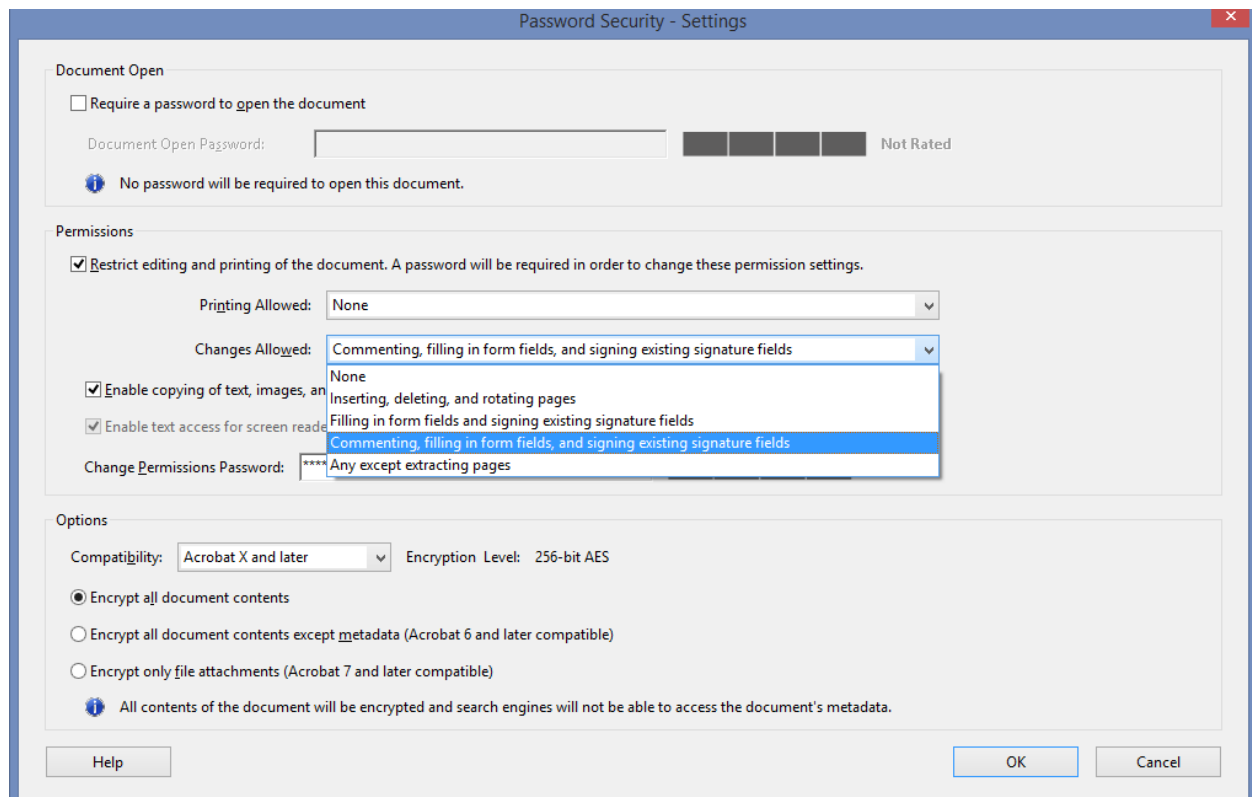 Password Security - Settings
Document Open
Require a password to open the document
Document Open Password:
Not Rated
No password will be required to open this document.
Permissions
Restrict editing and printing of the document. A password will be required in order to change these permission settings.
Printing Allowed: None
Changes Allowed: Commenting, filling in form fields, and signing existing signature fields
None
Enable copying of text, images, an
Inserting, deleting, and rotating pages
Filling in form fields and signing existing signature fields
Enable text access for screen reade
Commenting, filling in form fields, and signing existing signature fields
Change Permissions Password: ****
Any except extracting pages
Options
Compatibility: Acrobat X and later Encryption Level: 256-bit AES
Encrypt all document contents
Encrypt all document contents except metadata (Acrobat 6 and later compatible)
Encrypt only file attachments (Acrobat 7 and later compatible)
All contents of the document will be encrypted and search engines will not be able to access the document's metadata.
Help OK Cancel